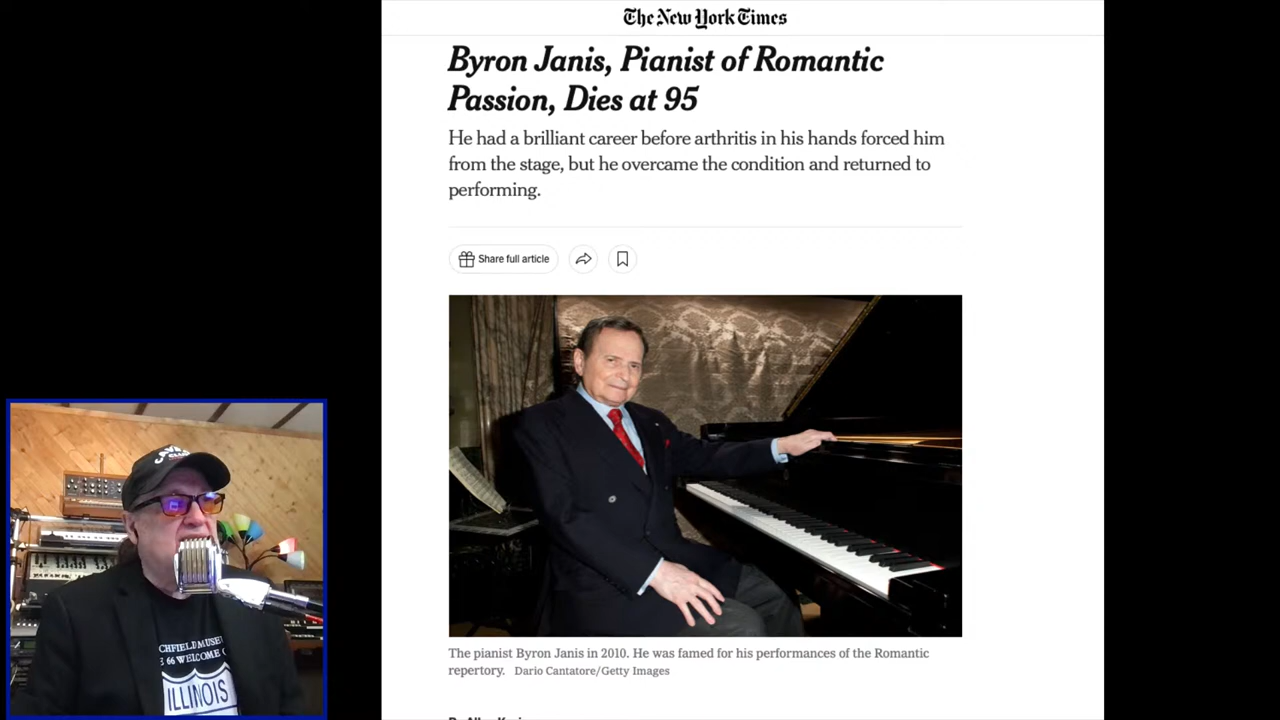 The New York Times
Byron Janis, Pianist of Romantic
Passion, Dies at 95
He had a brilliant career before arthritis in his hands forced him
from the stage, but he overcame the condition and returned to
performing.
Share full article
The pianist Byron Janis in 2010. He was famed for his performances of the Romantic
repertory. Dario Cantatore/Getty Images
ILLINOIS